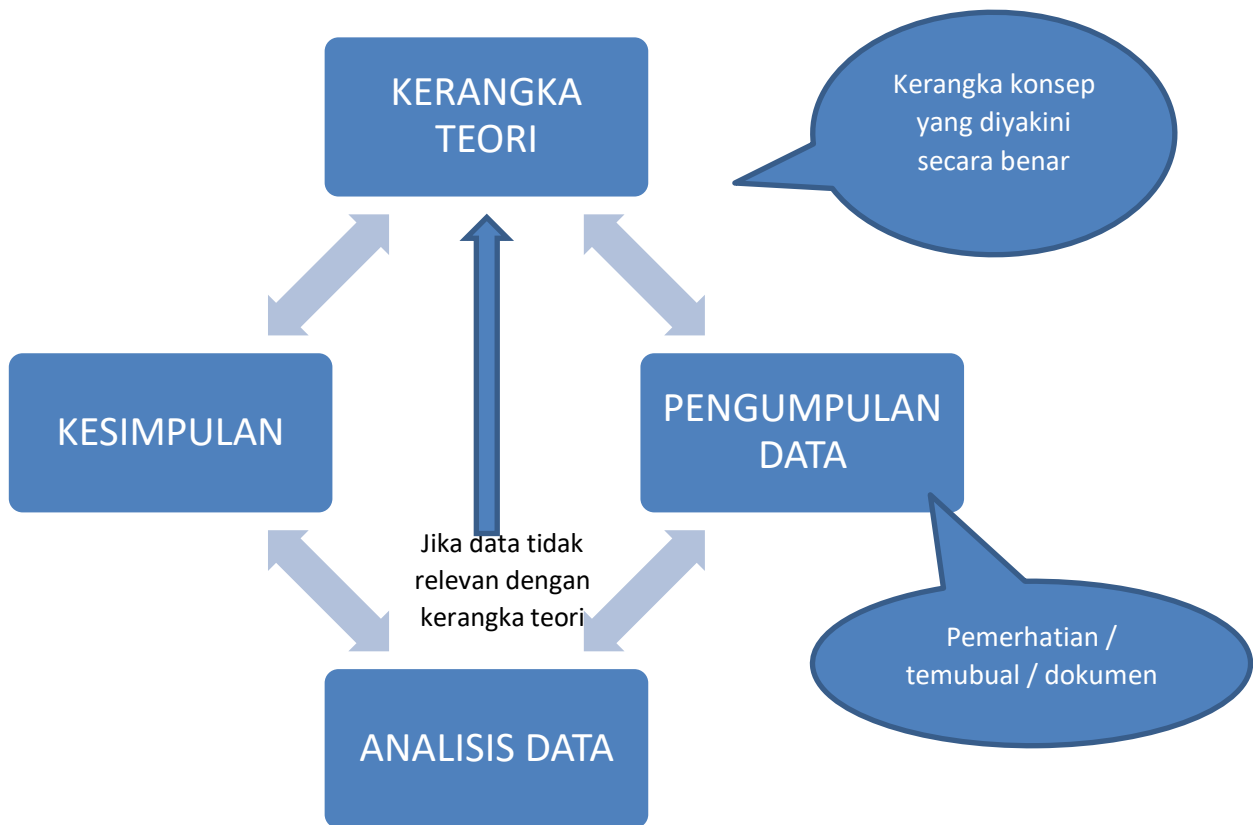 KERANGKA
TEORI
Kerangka konsep
yang diyakini
secara benar
KESIMPULAN
PENGUMPULAN
DATA
Jika data tidak
relevan dengan
kerangka teori
Pemerhatian /
temubual / dokumen
ANALISIS DATA